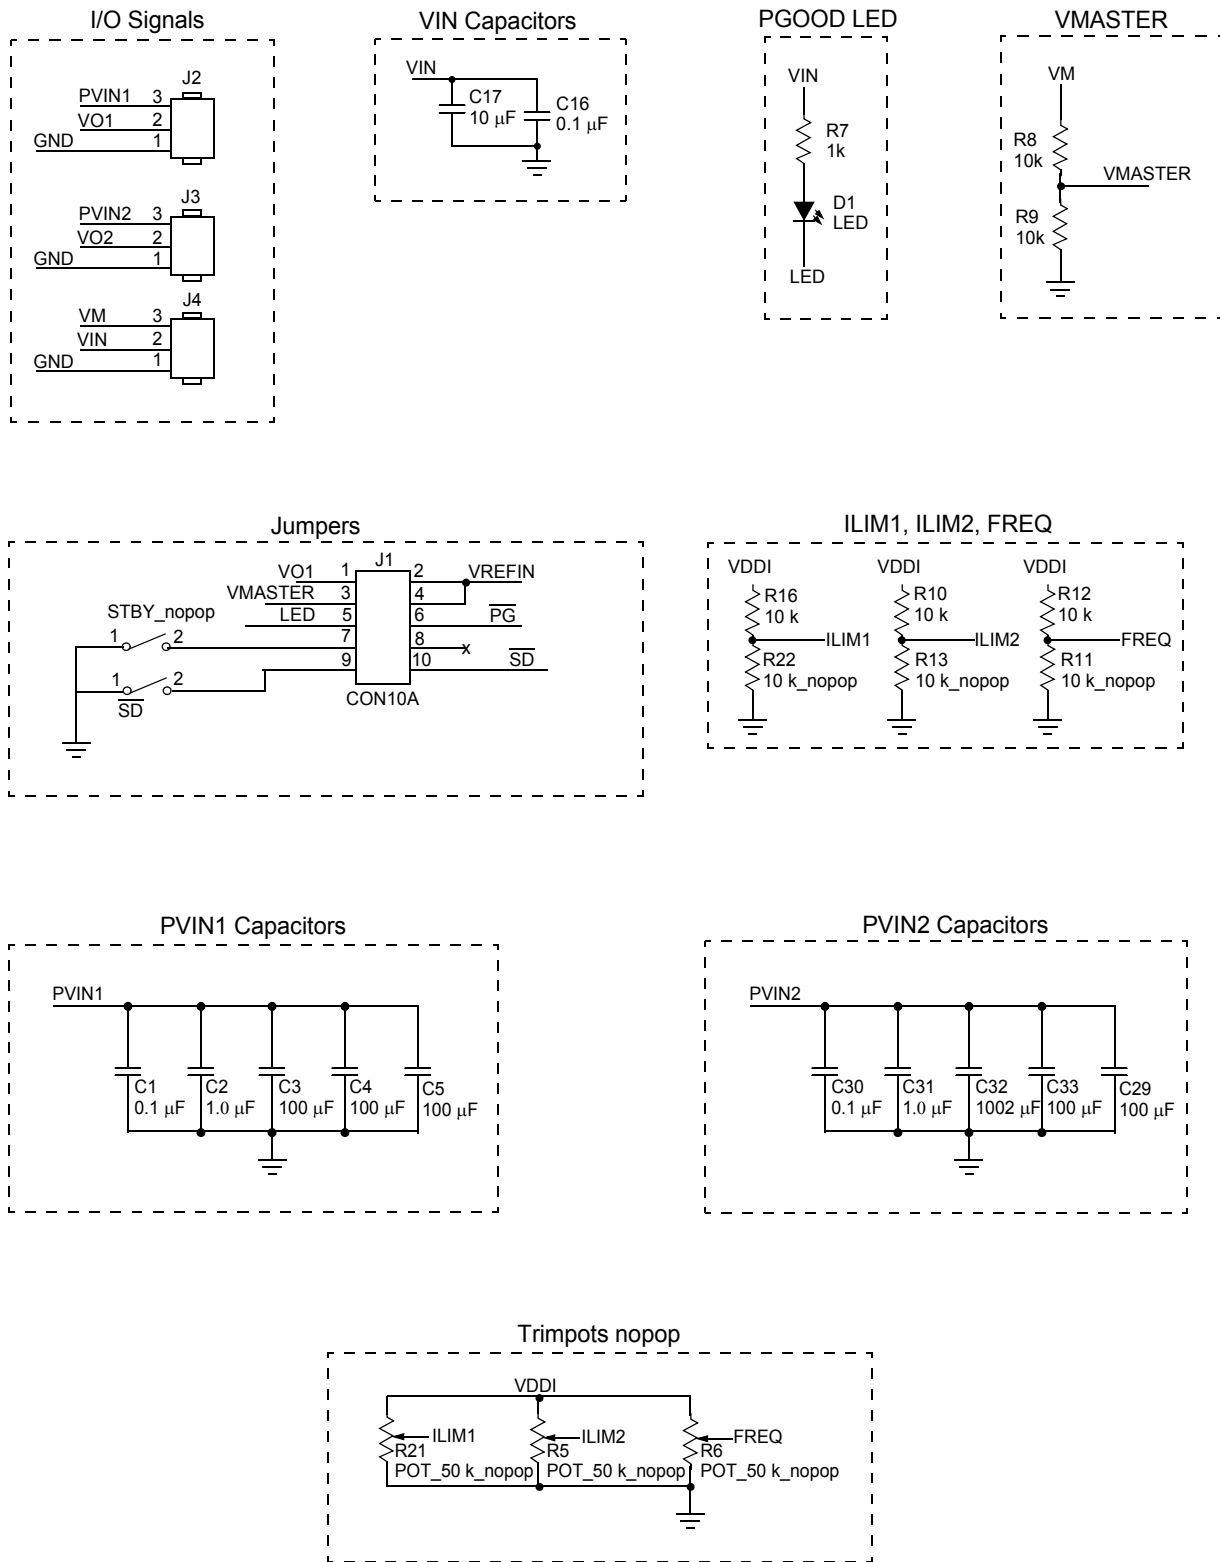 I/O Signals
J2
PVIN1 3
VO1 2
GND 1
J3
PVIN2 3
VO2 2
GND 1
J4
VM 3
VIN 2
GND 1
VIN Capacitors
VIN
C17
10 μF
C16
0.1 μF
PGOOD LED
VIN
R7
1k
D1
LED
LED
VMASTER
VM
R8
10k
VMASTER
R9
10k
Jumpers
J1
VO1 1 2 VREFIN
VMASTER 3 4
LED 5 6 PG
STBY_nopop
1 2 7 8 x
9 10 SD
1 2
SD
CON10A
ILIM1, ILIM2, FREQ
VDDI
R16
10 k
ILIM1
R22
10 k_nopop
VDDI
R10
10 k
ILIM2
R13
10 k_nopop
VDDI
R12
10 k
FREQ
R11
10 k_nopop
PVIN1 Capacitors
PVIN1
C1
0.1 μF
C2
1.0 μF
C3
100 μF
C4
100 μF
C5
100 μF
PVIN2 Capacitors
PVIN2
C30
0.1 μF
C31
1.0 μF
C32
1002 μF
C33
100 μF
C29
100 μF
Trimpots nopop
VDDI
ILIM1
R21
POT_50 k_nopop
ILIM2
R5
POT_50 k_nopop
FREQ
R6
POT_50 k_nopop